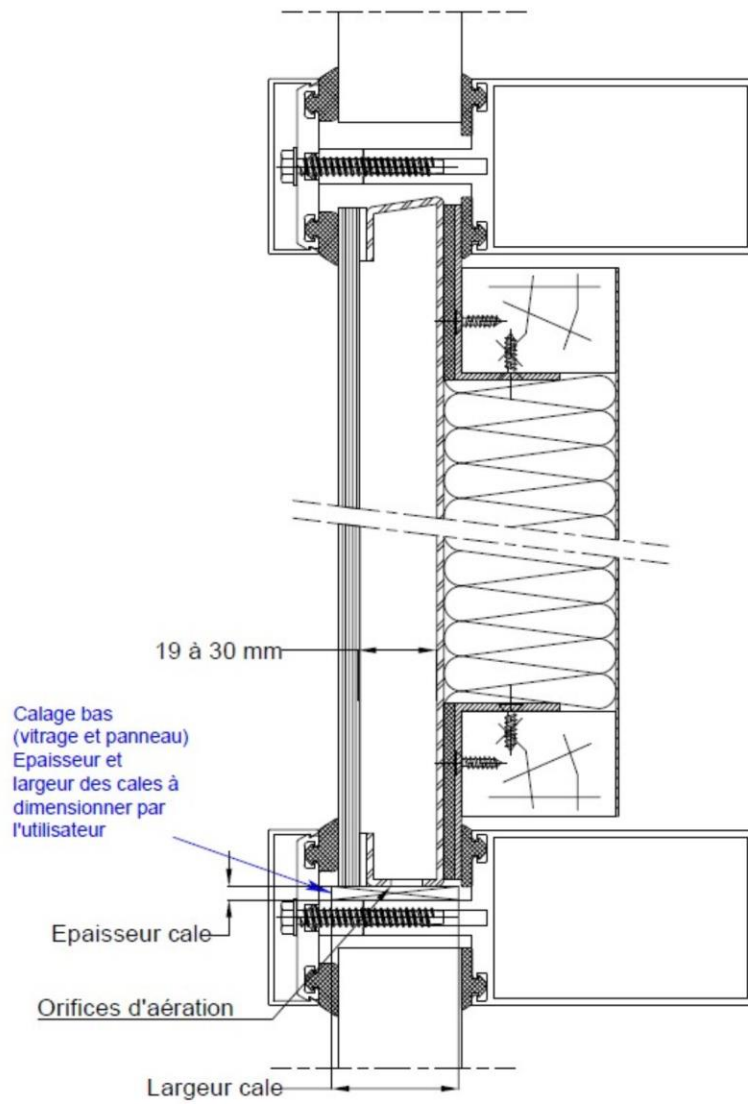 19 à 30 mm
Calage bas
(vitrage et panneau)
Epaisseur et
largeur des cales à
dimensionner par
l'utilisateur
Epaisseur cale
Orifices d'aération
Largeur cale